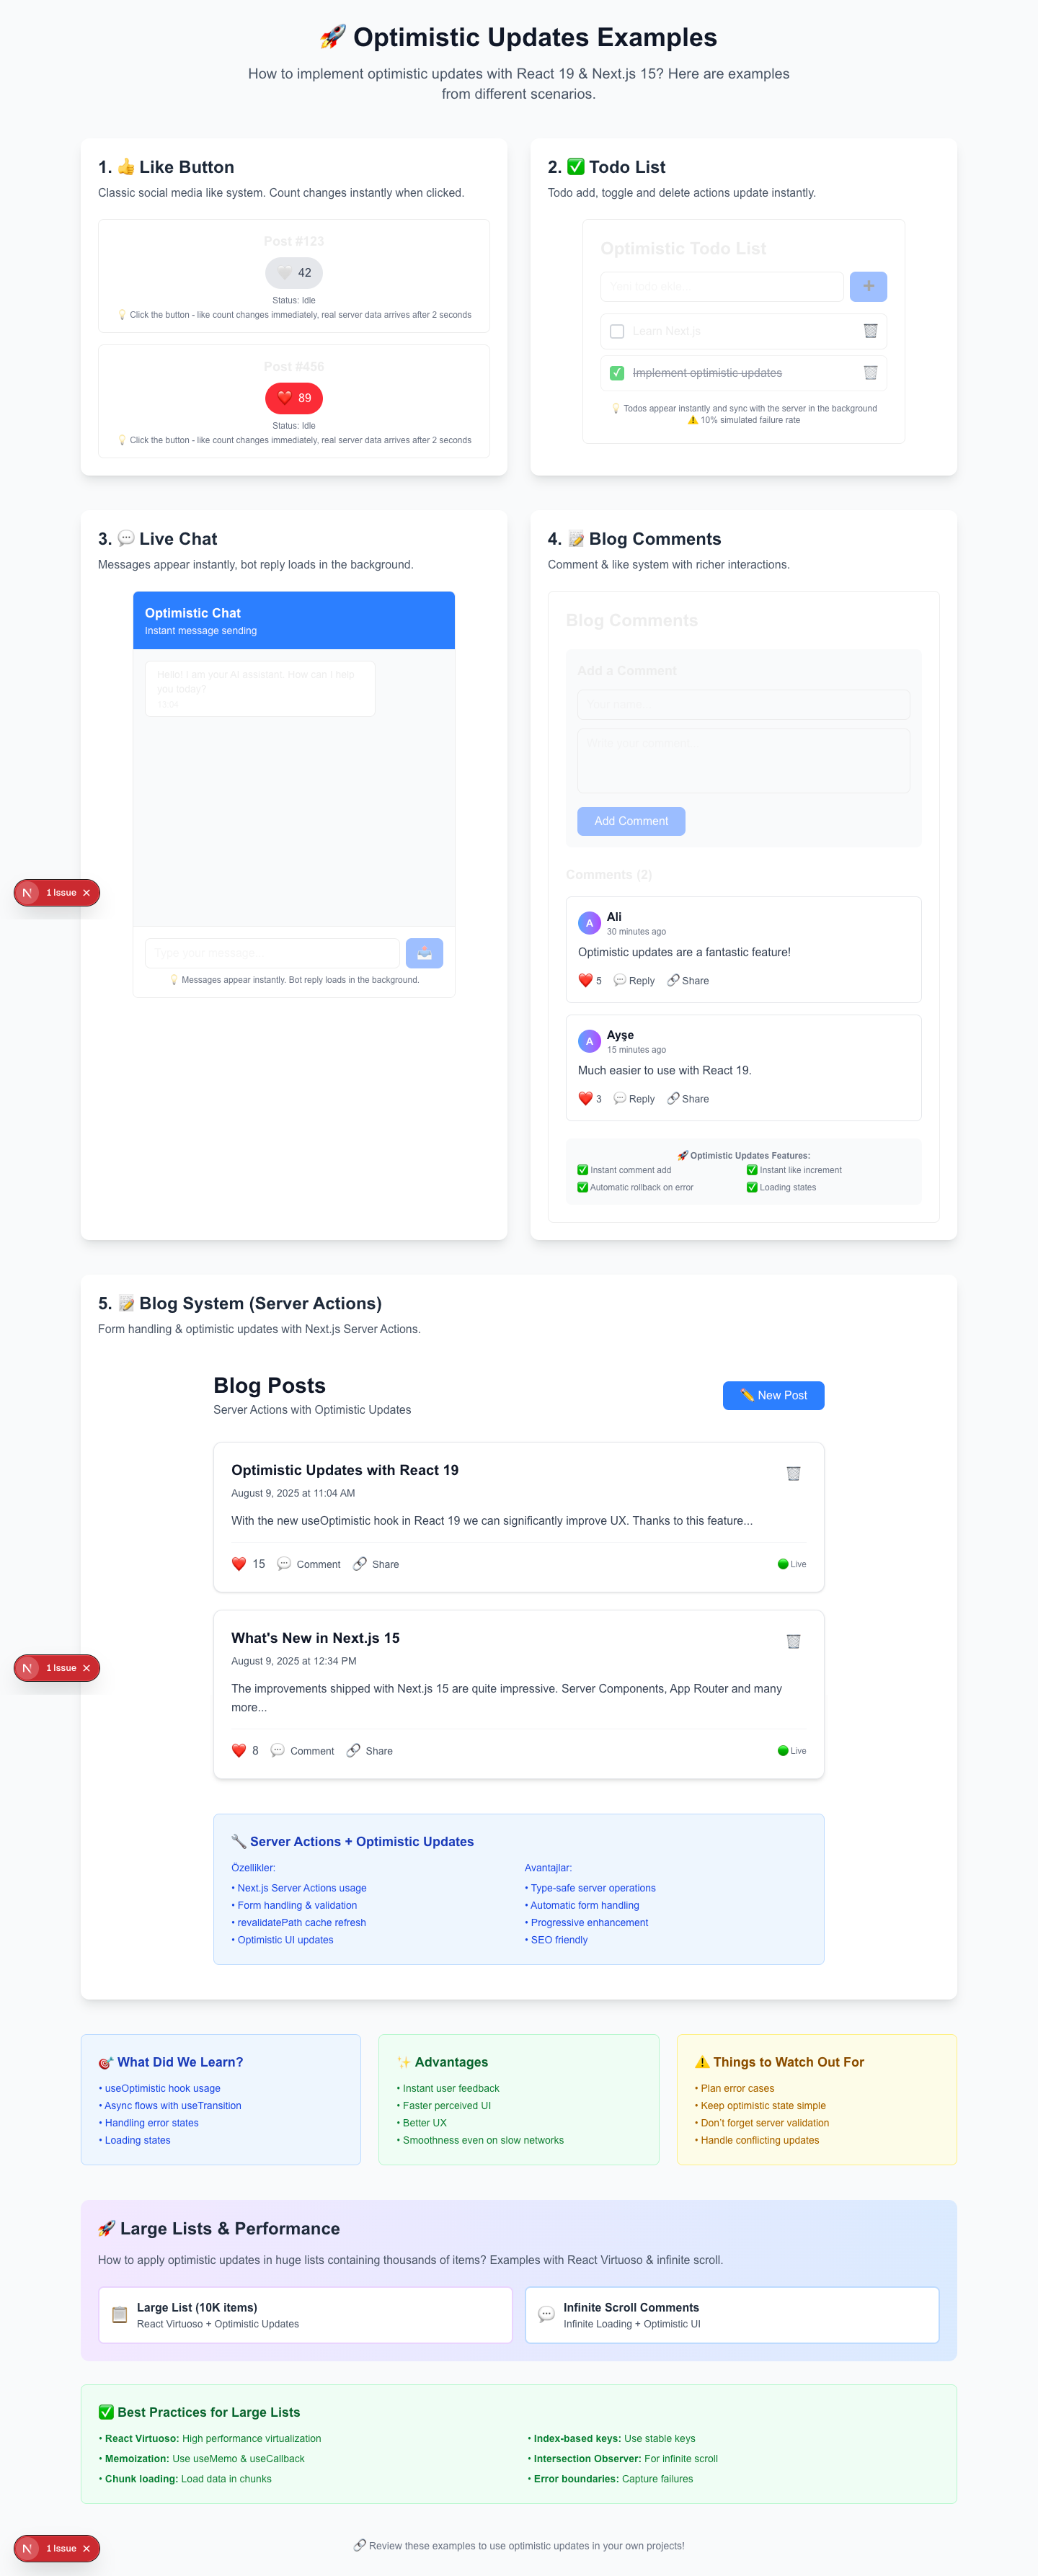 🚀 Optimistic Updates Examples
How to implement optimistic updates with React 19 & Next.js 15? Here are examples
from different scenarios.
1. 👍 Like Button
Classic social media like system. Count changes instantly when clicked.
Post #123
🤍 42
Status: Idle
💡 Click the button - like count changes immediately, real server data arrives after 2 seconds
Post #456
❤️ 89
Status: Idle
💡 Click the button - like count changes immediately, real server data arrives after 2 seconds
2. ✅ Todo List
Todo add, toggle and delete actions update instantly.
Optimistic Todo List
Yeni todo ekle...
Learn Next.js
Implement optimistic updates
💡 Todos appear instantly and sync with the server in the background
⚠️ 10% simulated failure rate
3. 💬 Live Chat
Messages appear instantly, bot reply loads in the background.
Optimistic Chat
Instant message sending
Hello! I am your AI assistant. How can I help
you today?
Type your message...
💡 Messages appear instantly. Bot reply loads in the background.
4. 📝 Blog Comments
Comment & like system with richer interactions.
Blog Comments
Add a Comment
Your name...
Write your comment...
Add Comment
Comments (2)
A
Ali
30 minutes ago
Optimistic updates are a fantastic feature!
❤️ 5 💬 Reply 🔗 Share
A
Ayşe
15 minutes ago
Much easier to use with React 19.
❤️ 3 💬 Reply 🔗 Share
🚀 Optimistic Updates Features:
✅ Instant comment add ✅ Instant like increment
✅ Automatic rollback on error ✅ Loading states
N 1 Issue ×
5. 📝 Blog System (Server Actions)
Form handling & optimistic updates with Next.js Server Actions.
Blog Posts
Server Actions with Optimistic Updates
✏️ New Post
Optimistic Updates with React 19
August 9, 2025 at 11:04 AM
With the new useOptimistic hook in React 19 we can significantly improve UX. Thanks to this feature...
❤️ 15 💬 Comment 🔗 Share 🟢 Live
What's New in Next.js 15
August 9, 2025 at 12:34 PM
The improvements shipped with Next.js 15 are quite impressive. Server Components, App Router and many
more...
❤️ 8 💬 Comment 🔗 Share 🟢 Live
N 1 Issue ×
🔧 Server Actions + Optimistic Updates
Özellikler:
• Next.js Server Actions usage
• Form handling & validation
• revalidatePath cache refresh
• Optimistic UI updates
Avantajlar:
• Type-safe server operations
• Automatic form handling
• Progressive enhancement
• SEO friendly
🎯 What Did We Learn?
• useOptimistic hook usage
• Async flows with useTransition
• Handling error states
• Loading states
✨ Advantages
• Instant user feedback
• Faster perceived UI
• Better UX
• Smoothness even on slow networks
⚠️ Things to Watch Out For
• Plan error cases
• Keep optimistic state simple
• Don't forget server validation
• Handle conflicting updates
🚀 Large Lists & Performance
How to apply optimistic updates in huge lists containing thousands of items? Examples with React Virtuoso & infinite scroll.
📋 Large List (10K items)
React Virtuoso + Optimistic Updates
💬 Infinite Scroll Comments
Infinite Loading + Optimistic UI
✅ Best Practices for Large Lists
• React Virtuoso: High performance virtualization
• Memoization: Use useMemo & useCallback
• Chunk loading: Load data in chunks
• Index-based keys: Use stable keys
• Intersection Observer: For infinite scroll
• Error boundaries: Capture failures
🔗 Review these examples to use optimistic updates in your own projects!
N 1 Issue ×